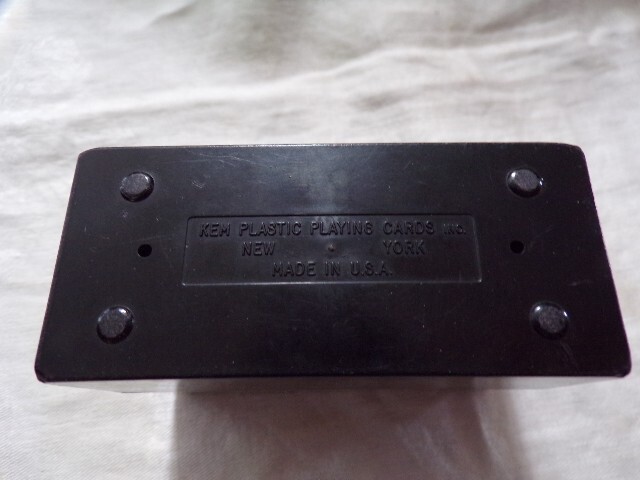 KEM PLASTIC PLAYING CARDS INC.
NEW • YORK
MADE IN U.S.A.